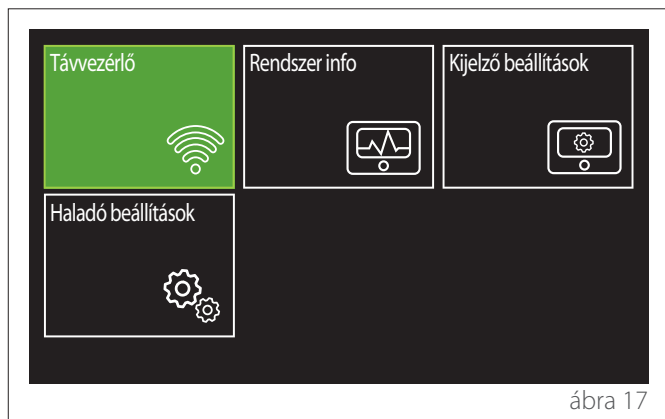 Távvezérlő
Rendszer info
Kijelző beállítások
Haladó beállítások
ábra 17